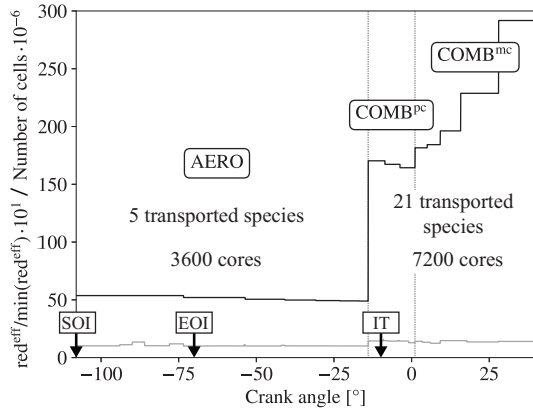 red^eff/min(red^eff)·10^1 / Number of cells·10^-6
300
250
200
150
100
50
0
COMB^mc
COMB^pc
AERO
5 transported species
21 transported
species
3600 cores
7200 cores
SOI
EOI
IT
−100
−75
−50
−25
0
25
Crank angle [°]